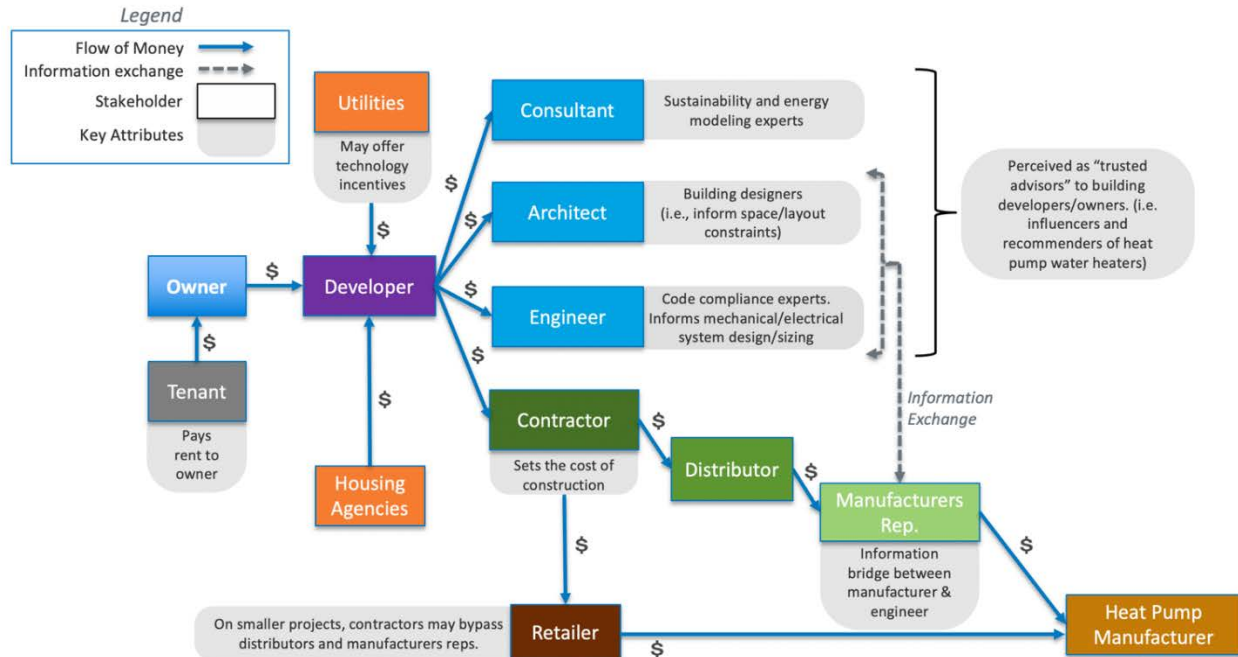 Legend
Flow of Money
Information exchange
Stakeholder
Key Attributes
Utilities
May offer
technology
incentives
$
Owner
$
Developer
$
Tenant
Pays
rent to
owner
$
Housing
Agencies
$
Consultant
Sustainability and energy
modeling experts
$
Architect
Building designers
(i.e., inform space/layout
constraints)
$
Engineer
Code compliance experts.
Informs mechanical/electrical
system design/sizing
$
Contractor
Sets the cost of
construction
Perceived as “trusted
advisors” to building
developers/owners. (i.e.
influencers and
recommenders of heat
pump water heaters)
Information
Exchange
$
Distributor
$
Manufacturers
Rep.
Information
bridge between
manufacturer &
engineer
$
$
On smaller projects, contractors may bypass
distributors and manufacturers reps.
Retailer
$
Heat Pump
Manufacturer